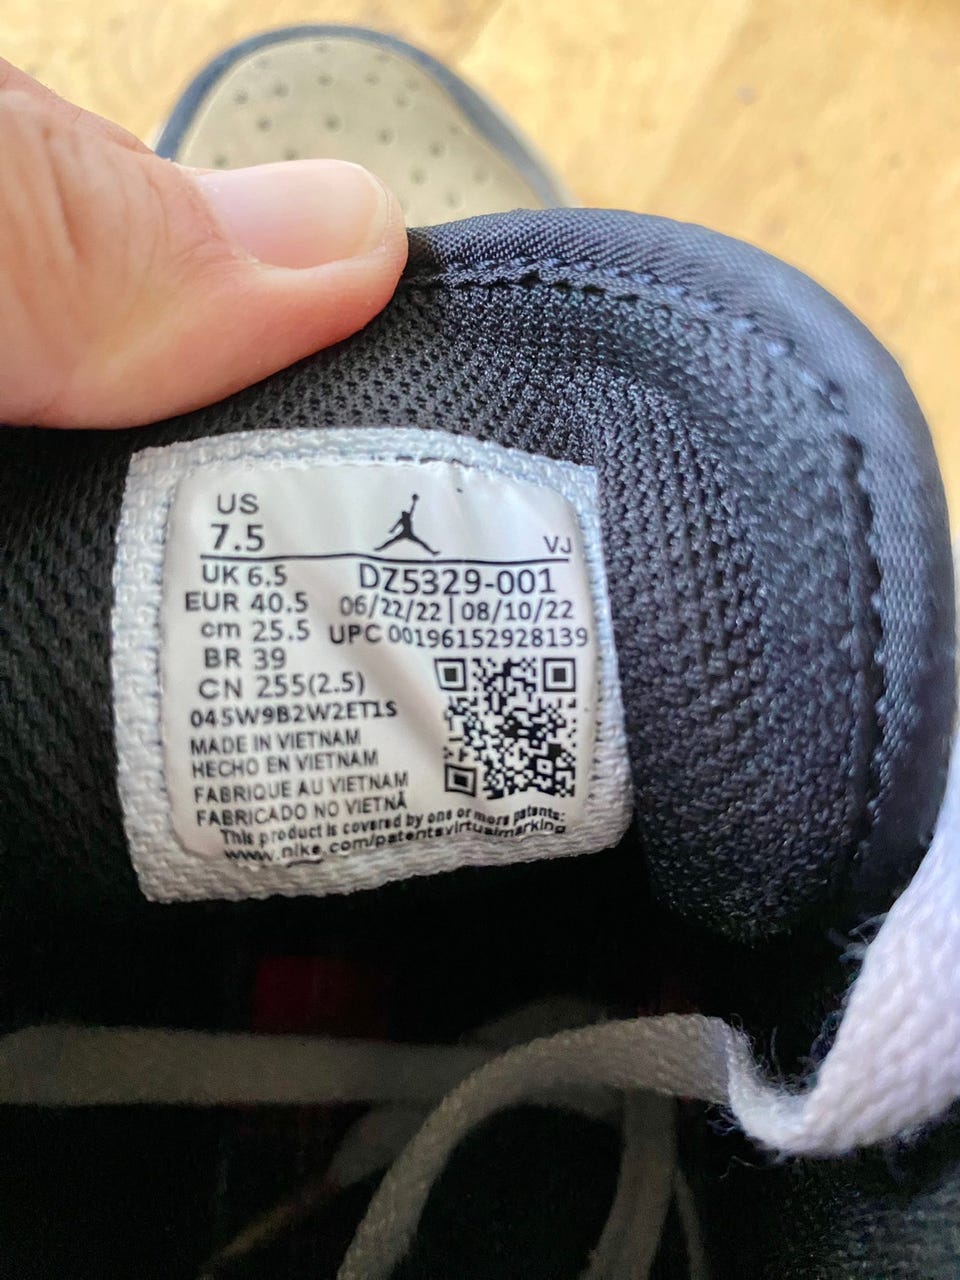 US
7.5
VJ
UK 6.5
DZ5329-001
EUR 40.5
06/22/22 | 08/10/22
cm 25.5
UPC 00196152928139
BR 39
CN 255(2.5)
045W9B2W2ET1S
MADE IN VIETNAM
HECHO EN VIETNAM
FABRIQUE AU VIETNAM
FABRICADO NO VIETNÃ
This product is covered by one or more patents:
www.nike.com/patentsvirtualmarking